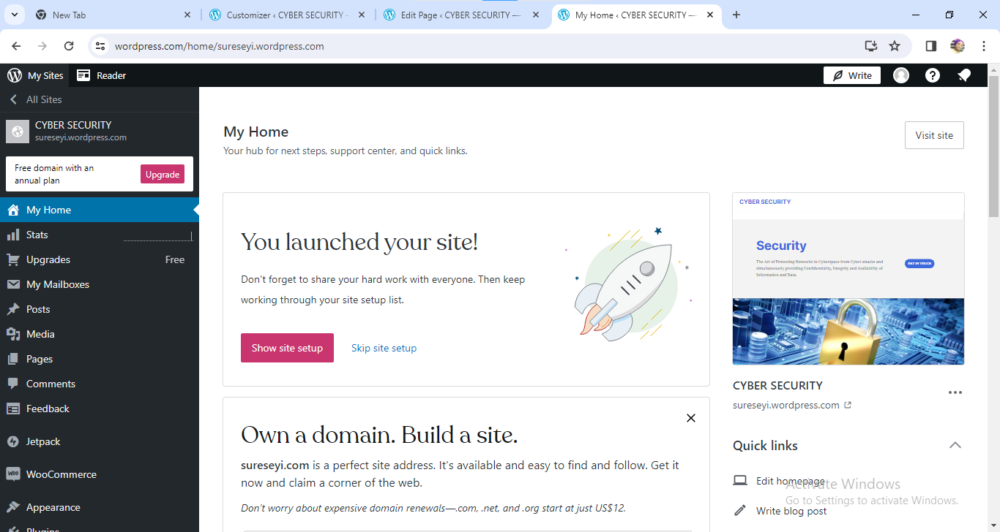 New Tab
Customizer ‹ CYBER SECURITY –
Edit Page ‹ CYBER SECURITY —
My Home ‹ CYBER SECURITY —
wordpress.com/home/sureseyi.wordpress.com
My Sites
Reader
Write
All Sites
CYBER SECURITY
sureseyi.wordpress.com
Free domain with an
annual plan
Upgrade
My Home
Stats
Upgrades
Free
My Mailboxes
Posts
Media
Pages
Comments
Feedback
Jetpack
WOO
WooCommerce
Appearance
Plugins
My Home
Your hub for next steps, support center, and quick links.
Visit site
You launched your site!
Don't forget to share your hard work with everyone. Then keep
working through your site setup list.
Show site setup
Skip site setup
Own a domain. Build a site.
sureseyi.com is a perfect site address. It's available and easy to find and follow. Get it
now and claim a corner of the web.
Don't worry about expensive domain renewals—.com, .net, and .org start at just US$12.
CYBER SECURITY
Security
The Art of Protecting Networks in Cyberspace from Cyber attacks and
simultaneously providing Confidentiality, Integrity and Availability of
Information and Data.
GET IN TOUCH
CYBER SECURITY
sureseyi.wordpress.com
Quick links
Edit homepage
Write blog post
Activate Windows
Go to Settings to activate Windows.